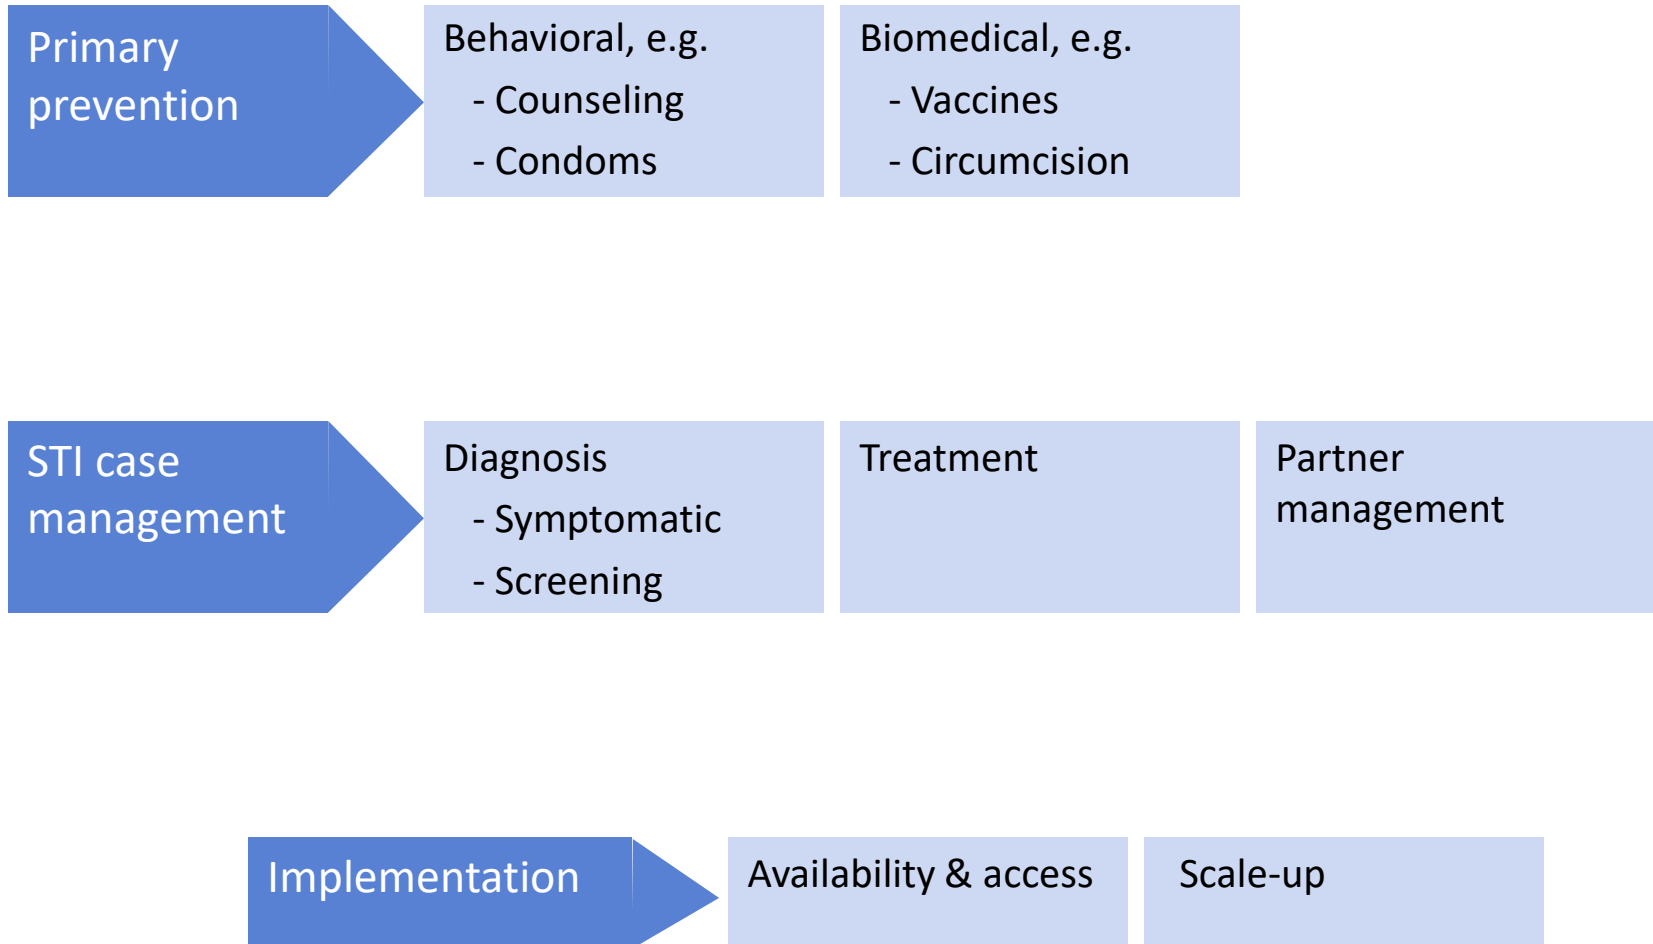 Primary
prevention
Behavioral, e.g.
- Counseling
- Condoms
Biomedical, e.g.
- Vaccines
- Circumcision
STI case
management
Diagnosis
- Symptomatic
- Screening
Treatment
Partner
management
Implementation
Availability & access
Scale-up